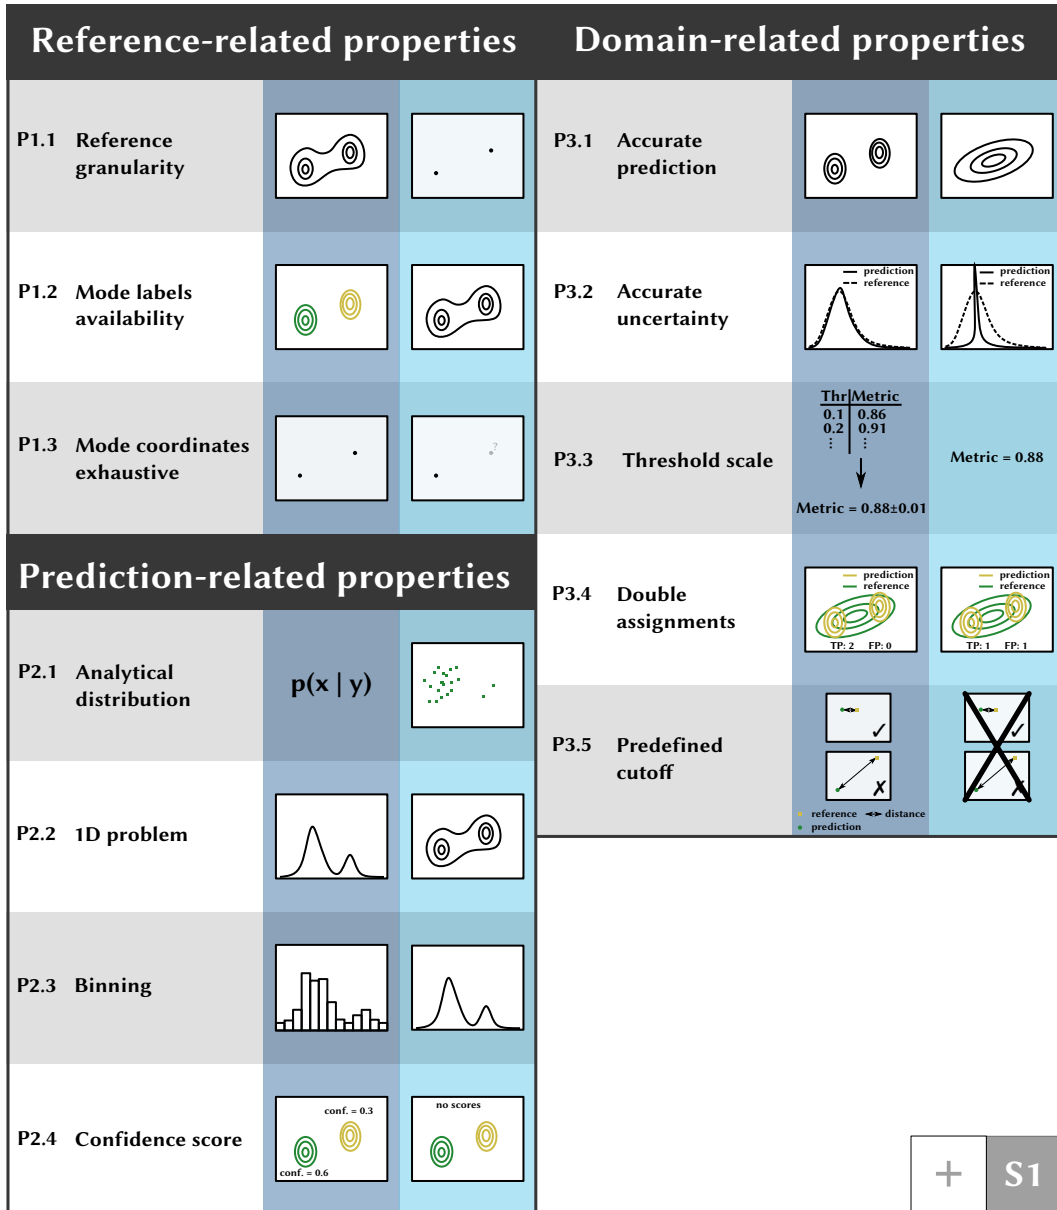 Reference-related properties
P1.1 Reference
granularity
P1.2 Mode labels
availability
P1.3 Mode coordinates
exhaustive
?
Prediction-related properties
P2.1 Analytical
distribution
p(x | y)
P2.2 1D problem
P2.3 Binning
P2.4 Confidence score
conf. = 0.3
conf. = 0.6
no scores
Domain-related properties
P3.1 Accurate
prediction
P3.2 Accurate
uncertainty
prediction
reference
prediction
reference
P3.3 Threshold scale
Thr Metric
0.1 0.86
0.2 0.91
⋮ ⋮
Metric = 0.88±0.01
Metric = 0.88
P3.4 Double
assignments
prediction
reference
TP: 2 FP: 0
prediction
reference
TP: 1 FP: 1
P3.5 Predefined
cutoff
✓
✗
✓
✗
reference distance
prediction
+ S1